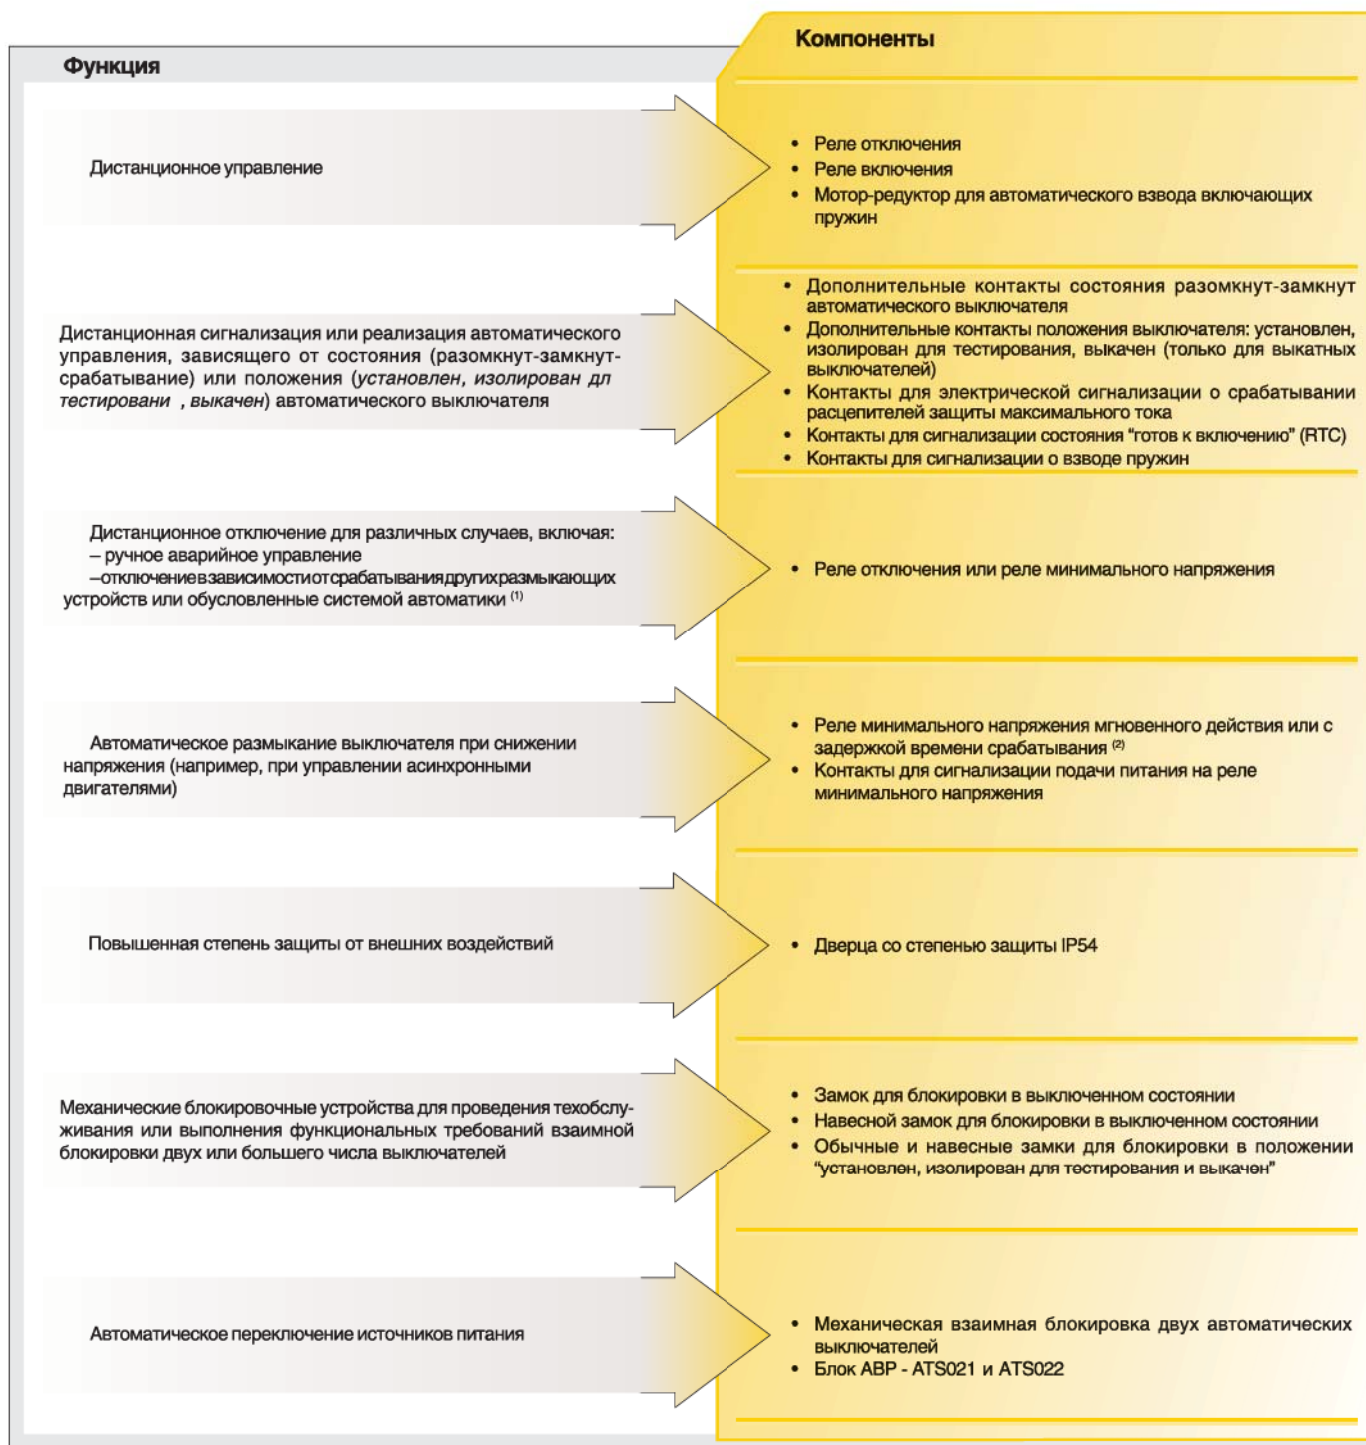 Компоненты
Функция
Дистанционное управление
• Реле отключения
• Реле включения
• Мотор-редуктор для автоматического взвода включающих
пружин
Дистанционная сигнализация или реализация автоматического
управления, зависящего от состояния (разомкнут-замкнут-
срабатывание) или положения (установлен, изолирован дл
тестировани , выкачен) автоматического выключателя
• Дополнительные контакты состояния разомкнут-замкнут
автоматического выключателя
• Дополнительные контакты положения выключателя: установлен,
изолирован для тестирования, выкачен (только для выкатных
выключателей)
• Контакты для электрической сигнализации о срабатывании
расцепителей защиты максимального тока
• Контакты для сигнализации состояния “готов к включению” (RTC)
• Контакты для сигнализации о взводе пружин
Дистанционное отключение для различных случаев, включая:
– ручное аварийное управление
– отключение в зависимости от срабатывания других размыкающих
устройств или обусловленные системой автоматики (1)
• Реле отключения или реле минимального напряжения
Автоматическое размыкание выключателя при снижении
напряжения (например, при управлении асинхронными
двигателями)
• Реле минимального напряжения мгновенного действия или с
задержкой времени срабатывания (2)
• Контакты для сигнализации подачи питания на реле
минимального напряжения
Повышенная степень защиты от внешних воздействий
• Дверца со степенью защиты IP54
Механические блокировочные устройства для проведения техобслу-
живания или выполнения функциональных требований взаимной
блокировки двух или большего числа выключателей
• Замок для блокировки в выключенном состоянии
• Навесной замок для блокировки в выключенном состоянии
• Обычные и навесные замки для блокировки в положении
“установлен, изолирован для тестирования и выкачен”
Автоматическое переключение источников питания
• Механическая взаимная блокировка двух автоматических
выключателей
• Блок АВР - ATS021 и ATS022